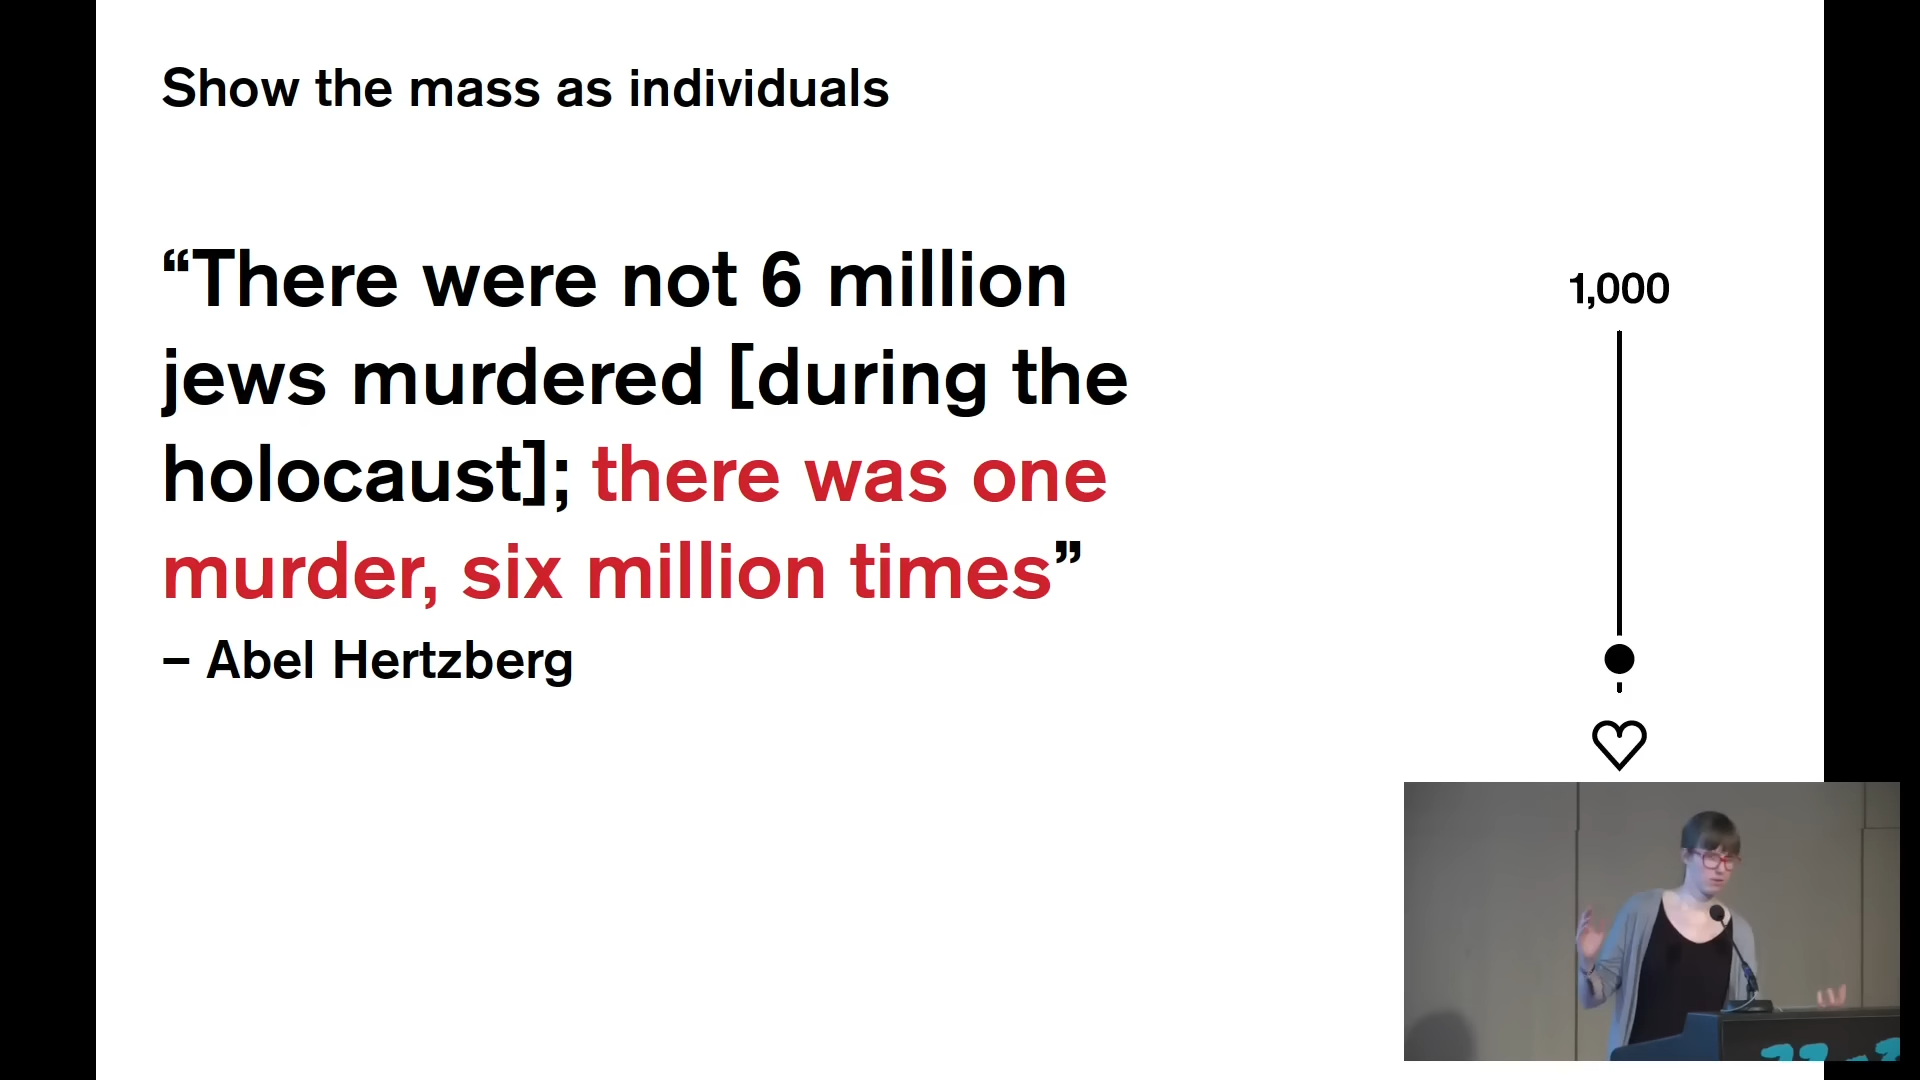 Show the mass as individuals
“There were not 6 million
jews murdered [during the
holocaust]; there was one
murder, six million times”
– Abel Hertzberg
1,000